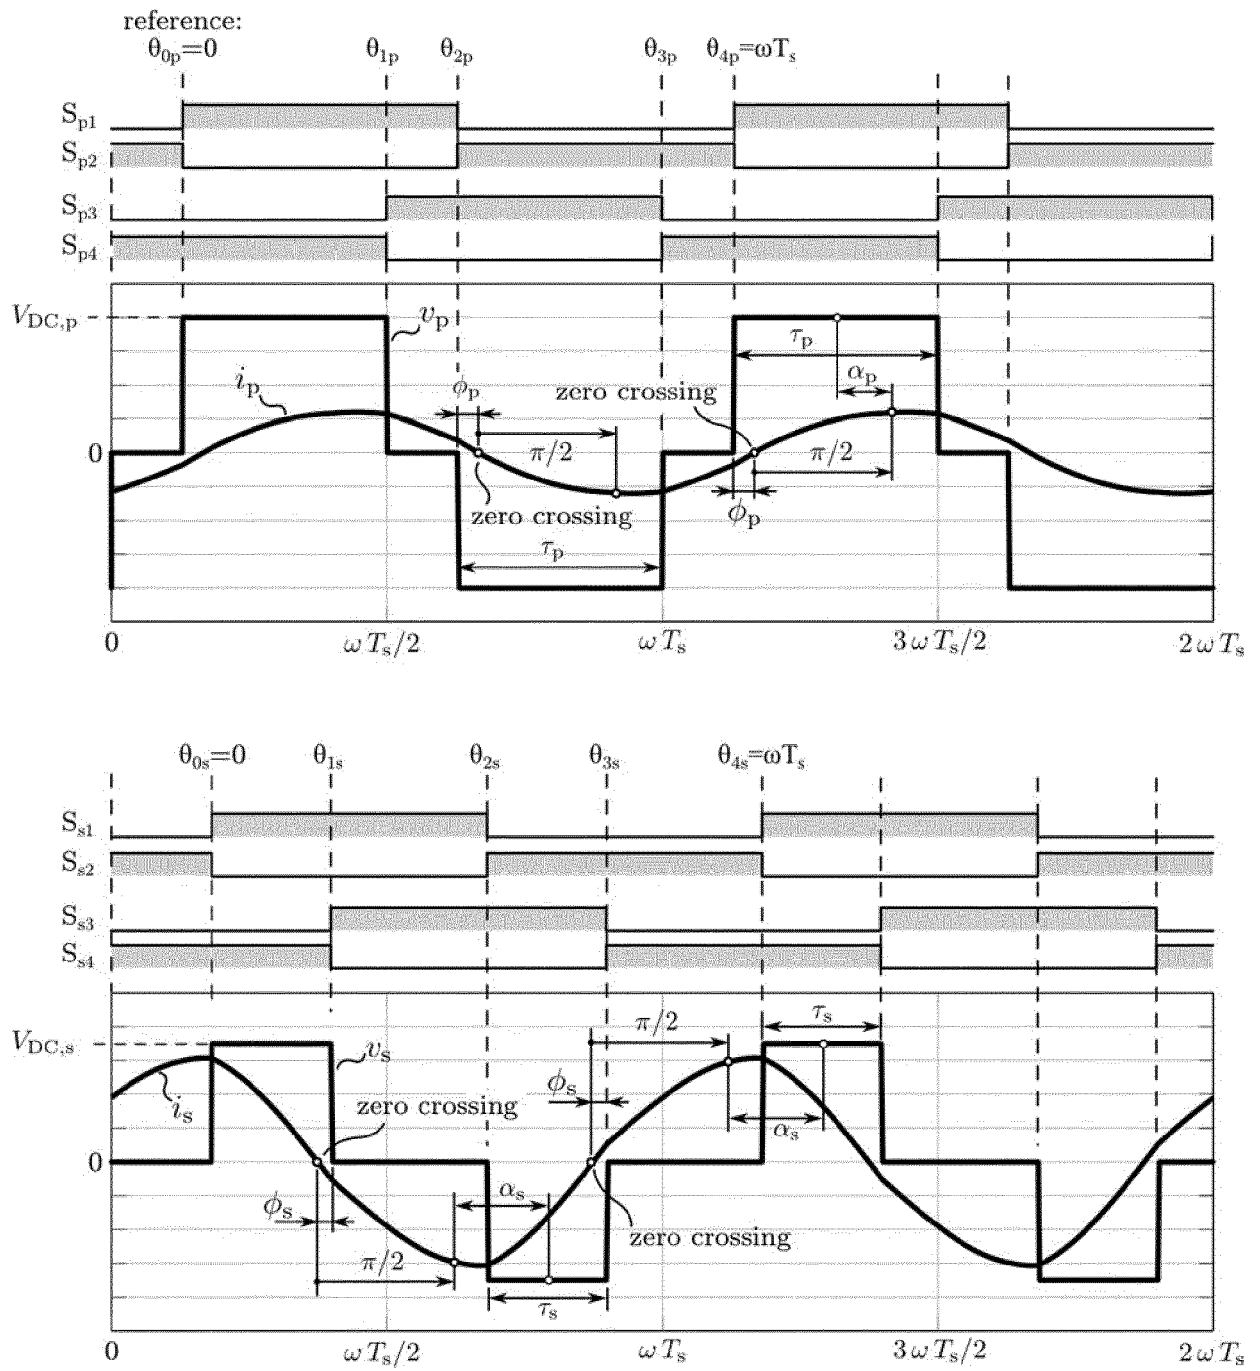 reference:
θ0p=0 θ1p θ2p θ3p θ4p=ωTs
Sp1
Sp2
Sp3
Sp4
VDC,p
vp
τp
ip
ϕp
zero crossing
αp
0
π/2
π/2
zero crossing
ϕp
τp
0 ωTs/2 ωTs 3ωTs/2 2ωTs
θ0s=0 θ1s θ2s θ3s θ4s=ωTs
Ss1
Ss2
Ss3
Ss4
π/2
τs
VDC,s
vs
ϕs
is
zero crossing
αs
0
ϕs
αs
zero crossing
π/2
τs
0 ωTs/2 ωTs 3ωTs/2 2ωTs